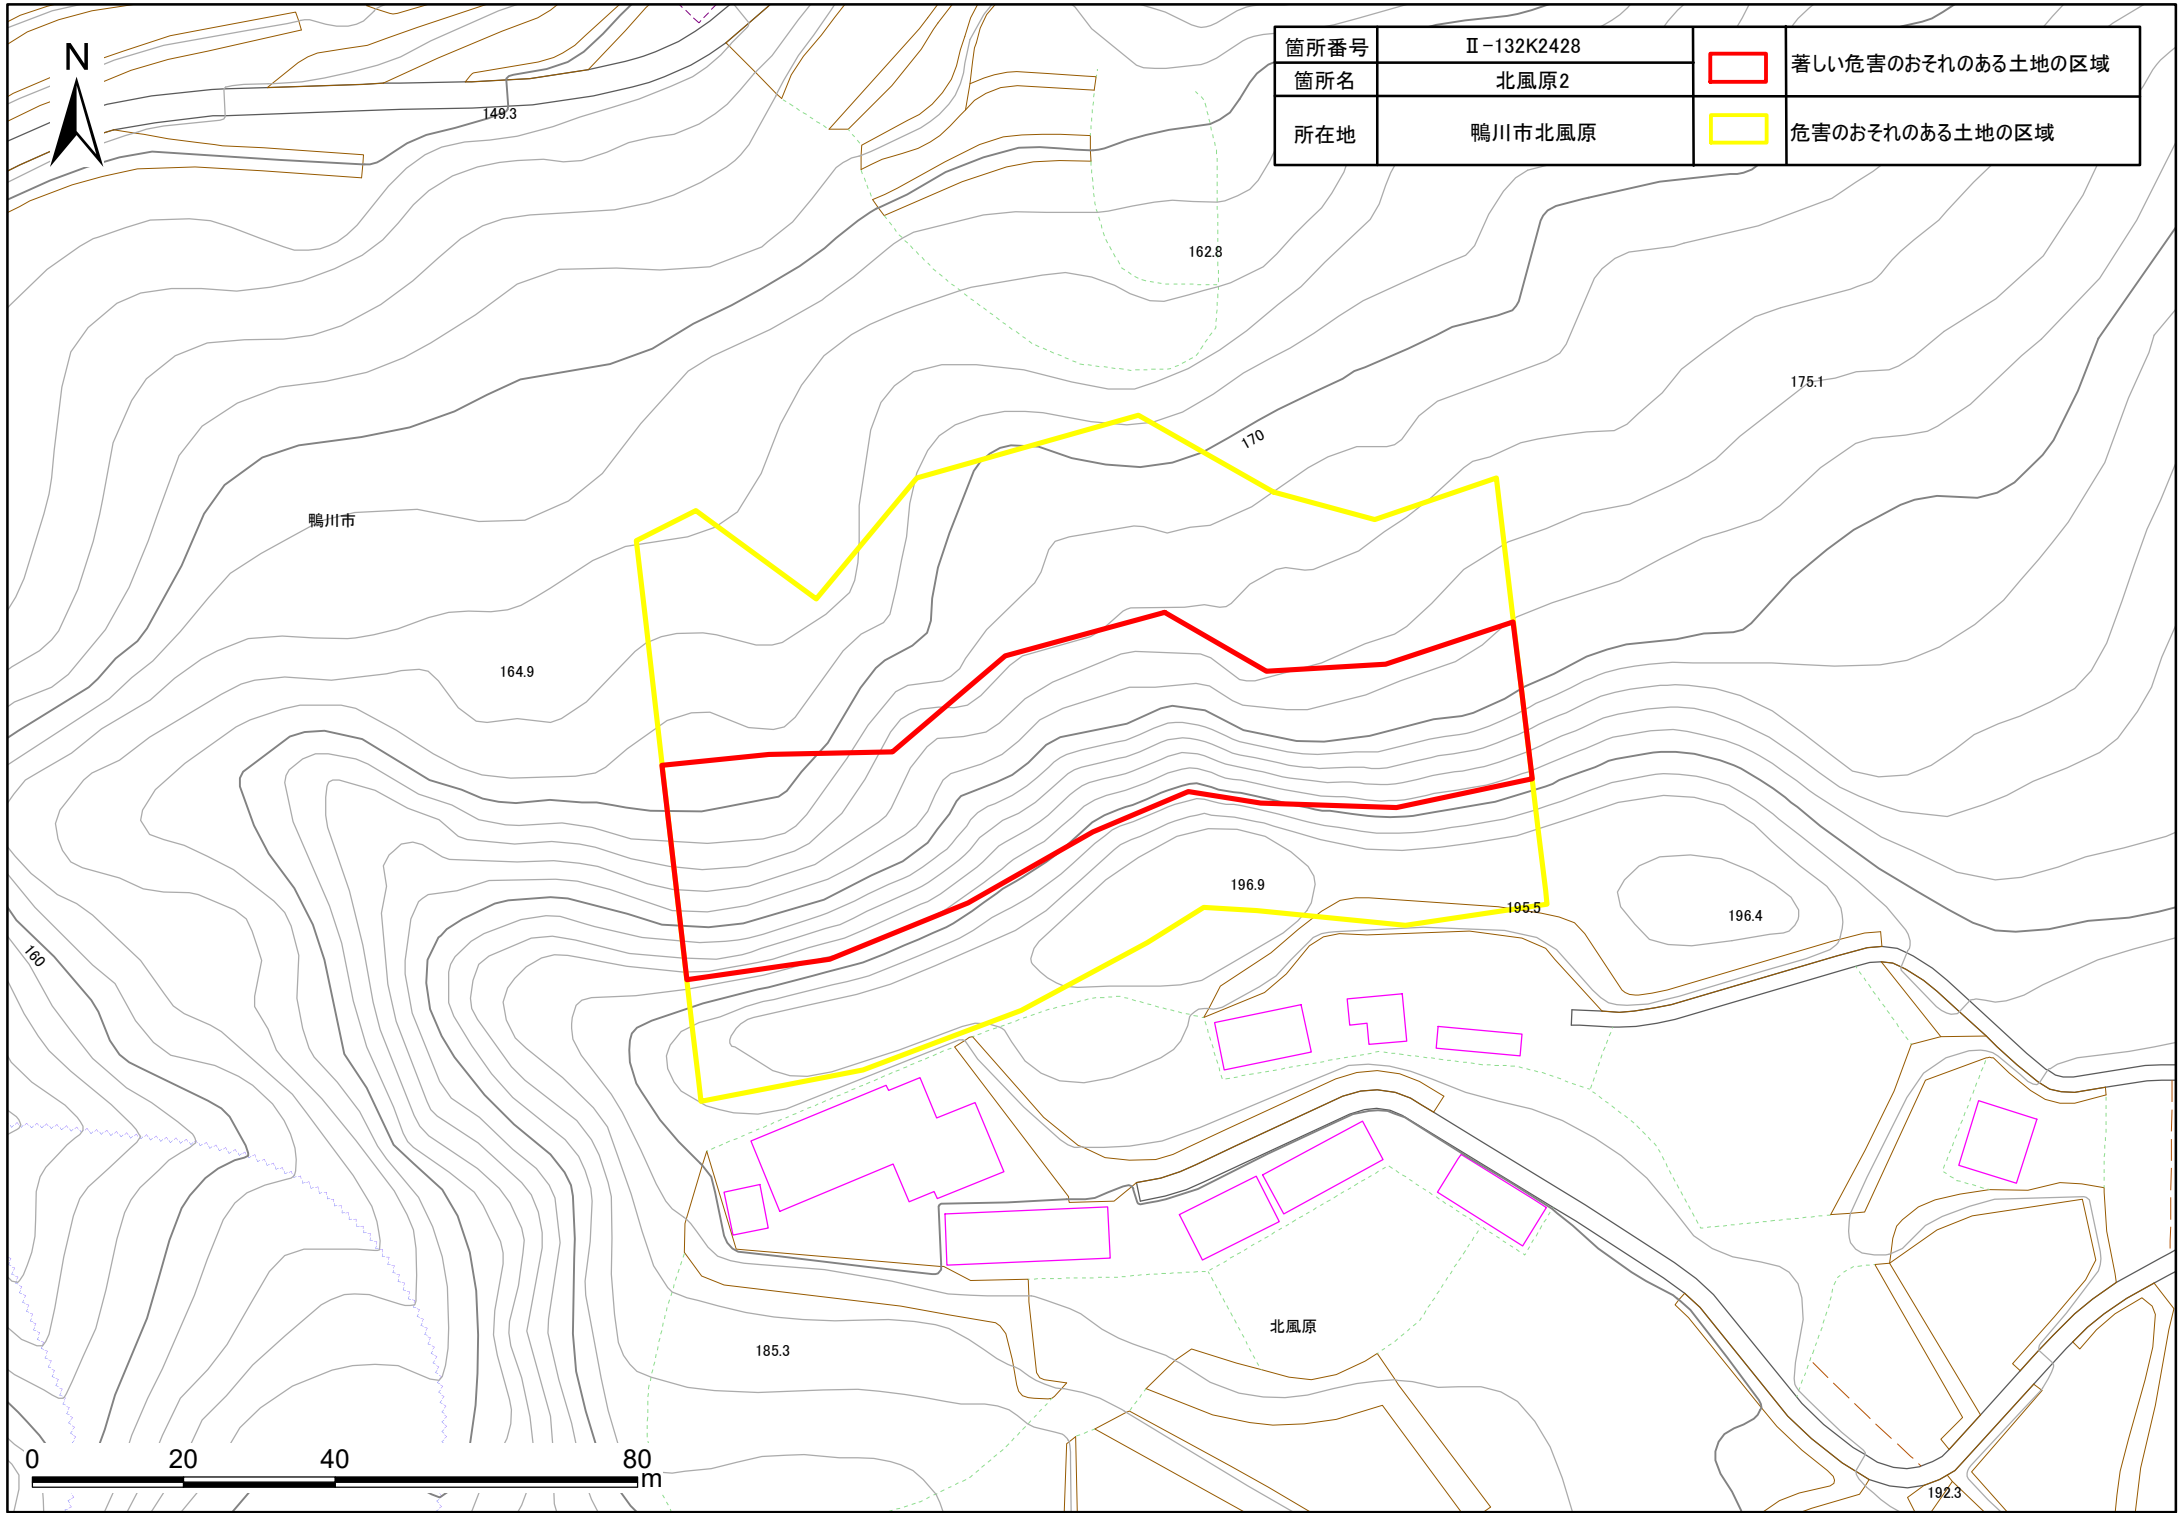 N
箇所番号 Ⅱ-132K2428 著しい危害のおそれのある土地の区域
箇所名 北風原2
所在地 鴨川市北風原 危害のおそれのある土地の区域
149.3
162.8
175.1
170
鴨川市
164.9
196.9
195.5
196.4
160
北風原
185.3
0 20 40 80
m
192.3